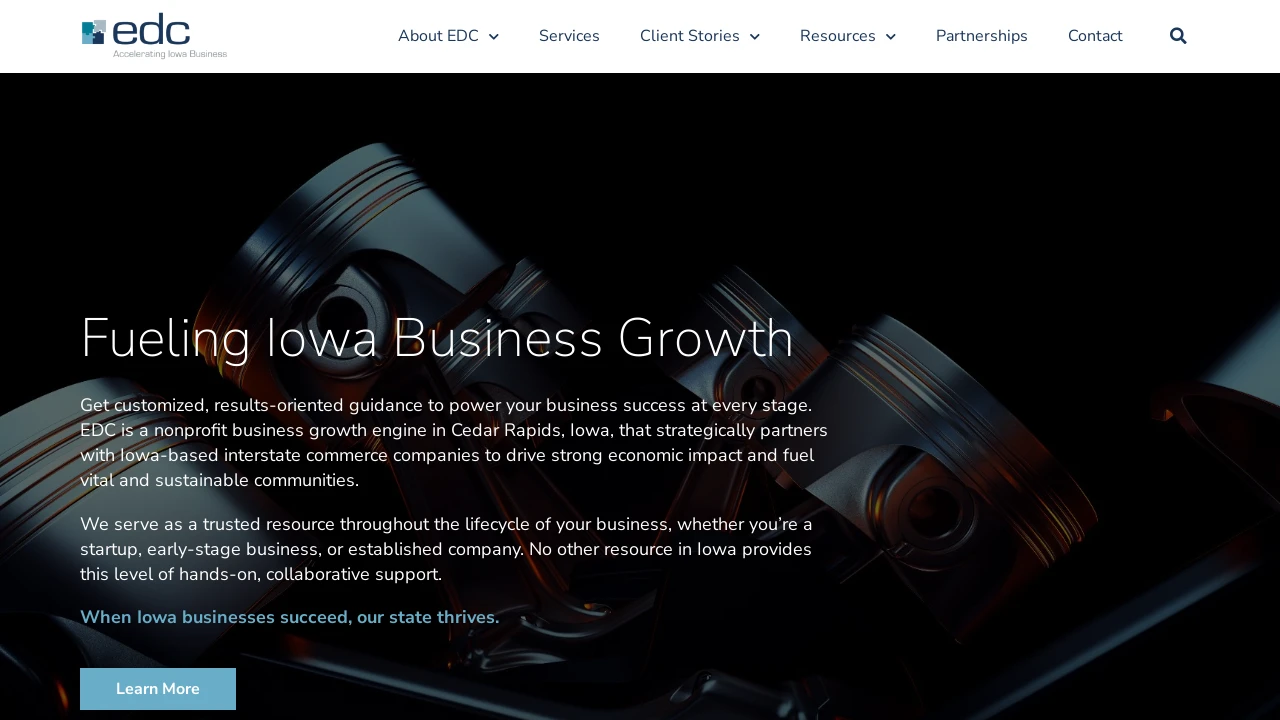 edc
Accelerating Iowa Business
About EDC
Services
Client Stories
Resources
Partnerships
Contact
Fueling Iowa Business Growth
Get customized, results-oriented guidance to power your business success at every stage.
EDC is a nonprofit business growth engine in Cedar Rapids, Iowa, that strategically partners
with Iowa-based interstate commerce companies to drive strong economic impact and fuel
vital and sustainable communities.
We serve as a trusted resource throughout the lifecycle of your business, whether you’re a
startup, early-stage business, or established company. No other resource in Iowa provides
this level of hands-on, collaborative support.
When Iowa businesses succeed, our state thrives.
Learn More